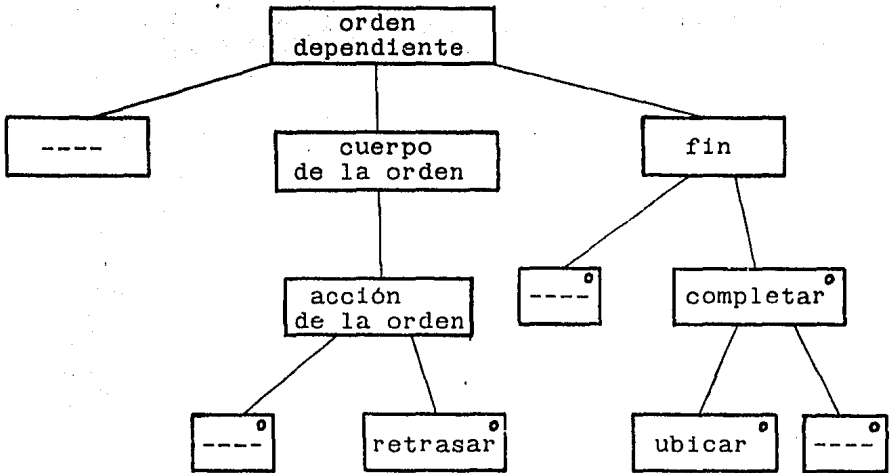 orden
dependiente
----
cuerpo
de la orden
fin
acción
de la orden
----
o
completar
o
----
o
retrasar
o
ubicar
o
----
o